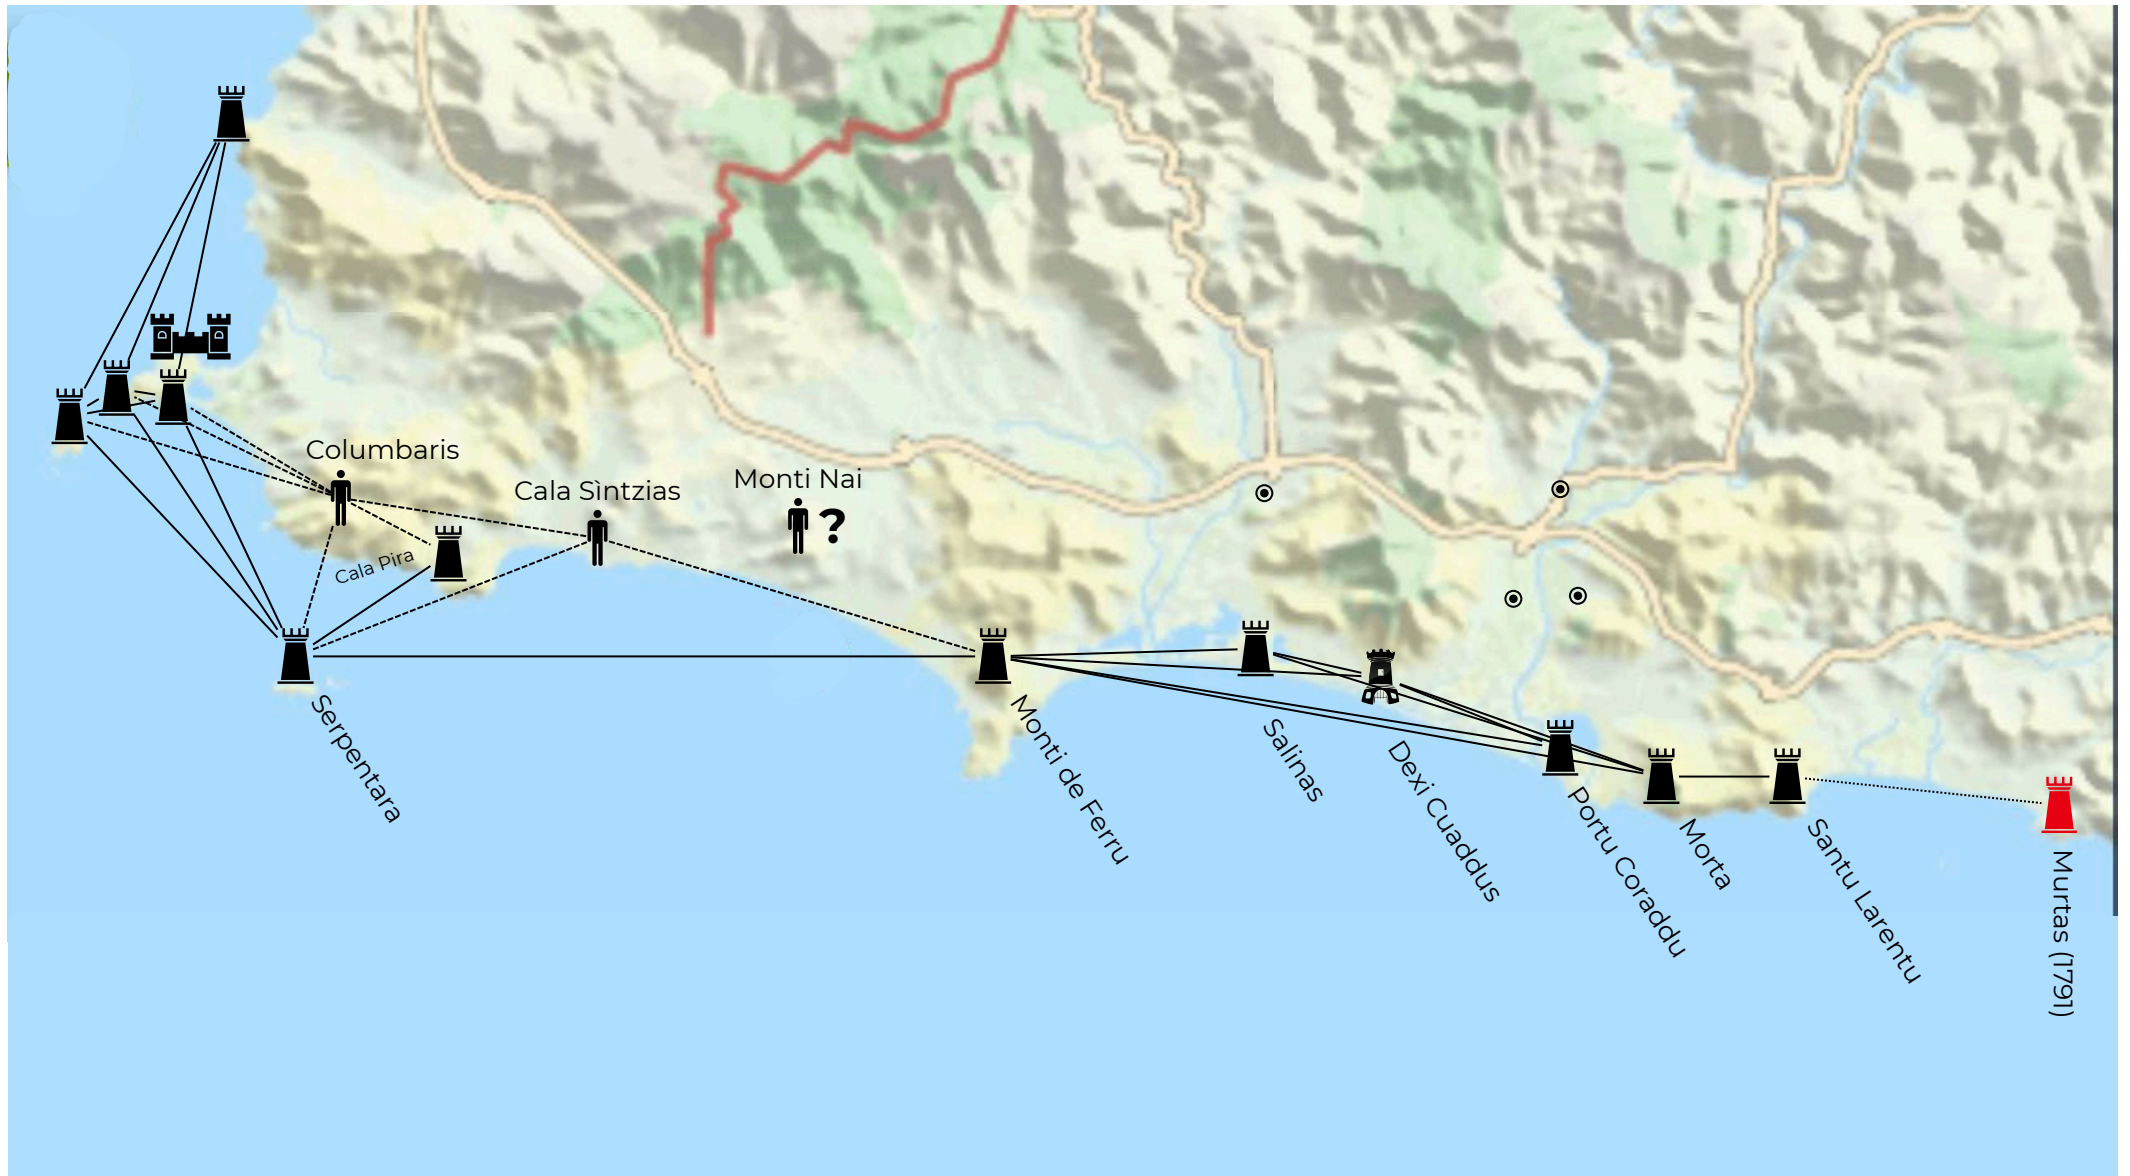 Columbaris
Cala Sìntzias
Monti Nai
?
Cala Pira
Serpentara
Monti de Ferru
Salinas
Dexi Cuaddus
Portu Coraddu
Morta
Santu Larentu
Murtas (1791)